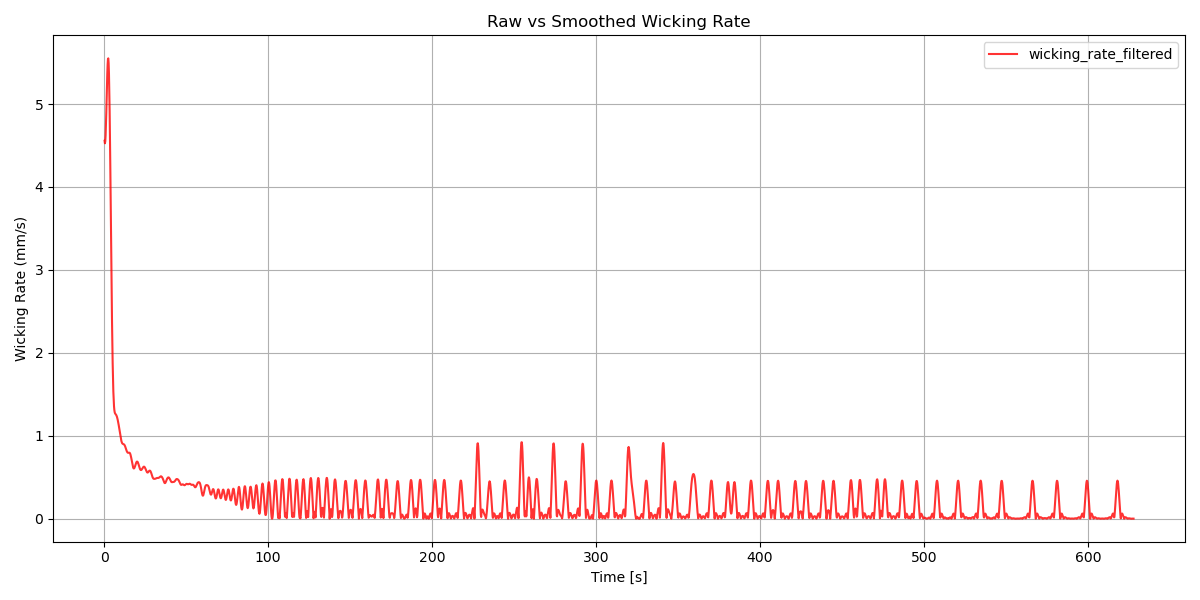 Raw vs Smoothed Wicking Rate
wicking_rate_filtered
Wicking Rate (mm/s)
5
4
3
2
1
0
0 100 200 300 400 500 600
Time [s]